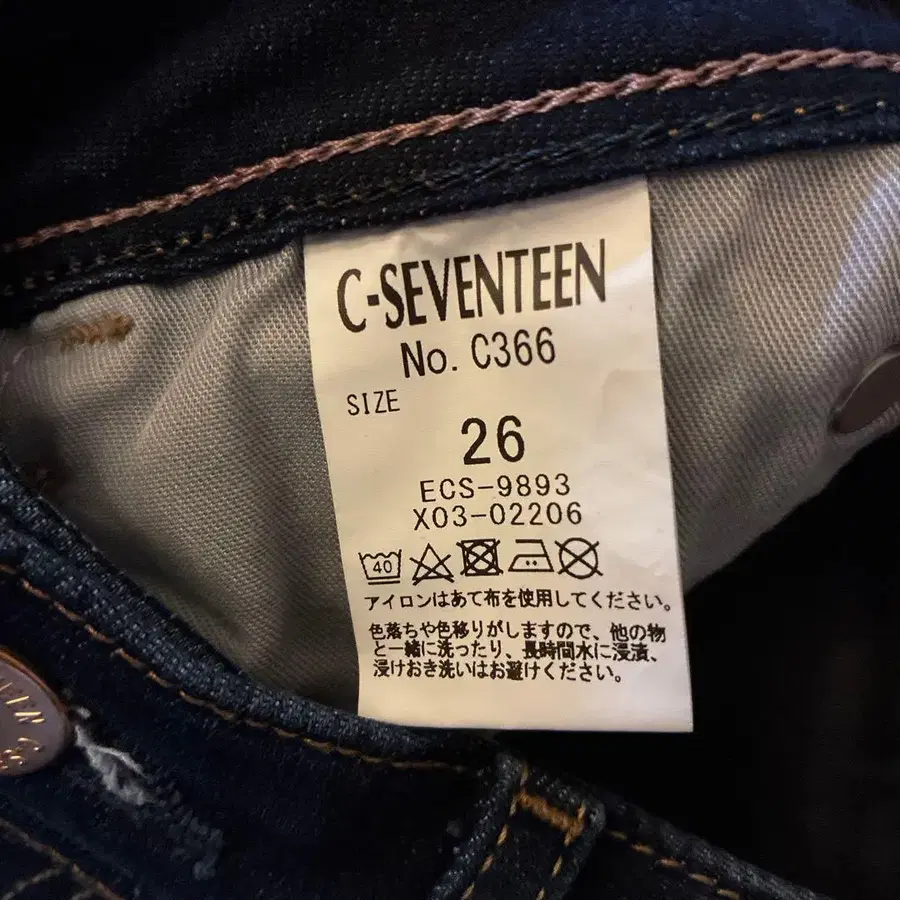 C-SEVENTEEN
No. C366
SIZE
26
ECS-9893
X03-02206
40
アイロンはあて布を使用してください。
色落ちや色移りがしますので、他の物
と一緒に洗ったり、長時間水に浸漬、
浸けおき洗いはお避けください。